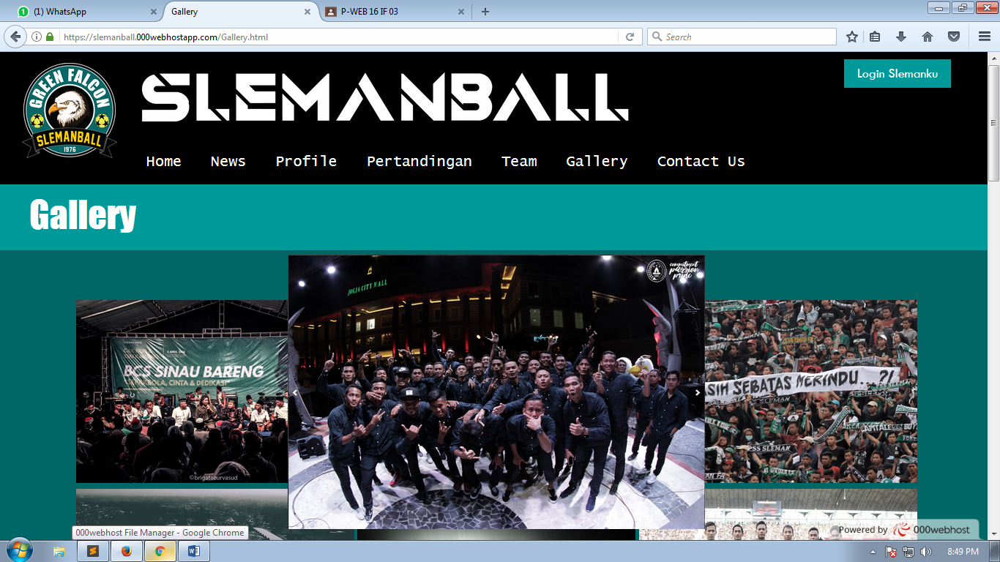 (1) WhatsApp
Gallery
P-WEB 16 IF 03
https://slemanball.000webhostapp.com/Gallery.html
Search
GREEN FALCON
SLEMANBALL
1976
SLEMANBALL
Login Slemanku
Home
News
Profile
Pertandingan
Team
Gallery
Contact Us
Gallery
BCS SINAU BARENG
SEPAKBOLA, CINTA & DEDIKASI
©brigatacurvasud
JOGJA CITY MALL
commitment
passion
pride
SIH SEBATAS MERINDU..?!
PSS SLEMAN
Powered by 000webhost
000webhost File Manager - Google Chrome
8:49 PM